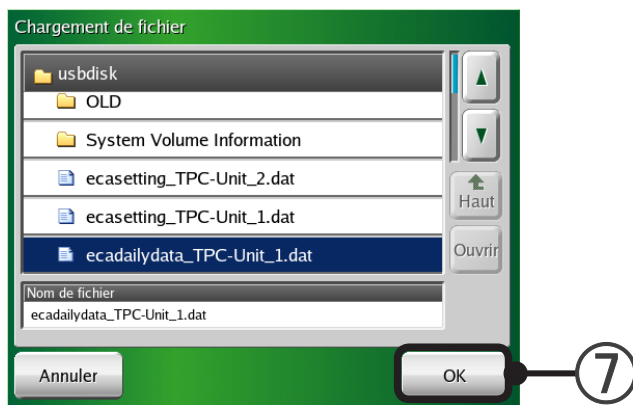 Chargement de fichier
usbdisk
OLD
System Volume Information
ecasetting_TPC-Unit_2.dat
ecasetting_TPC-Unit_1.dat
ecadailydata_TPC-Unit_1.dat
Haut
Ouvrir
Nom de fichier
ecadailydata_TPC-Unit_1.dat
Annuler
OK
7